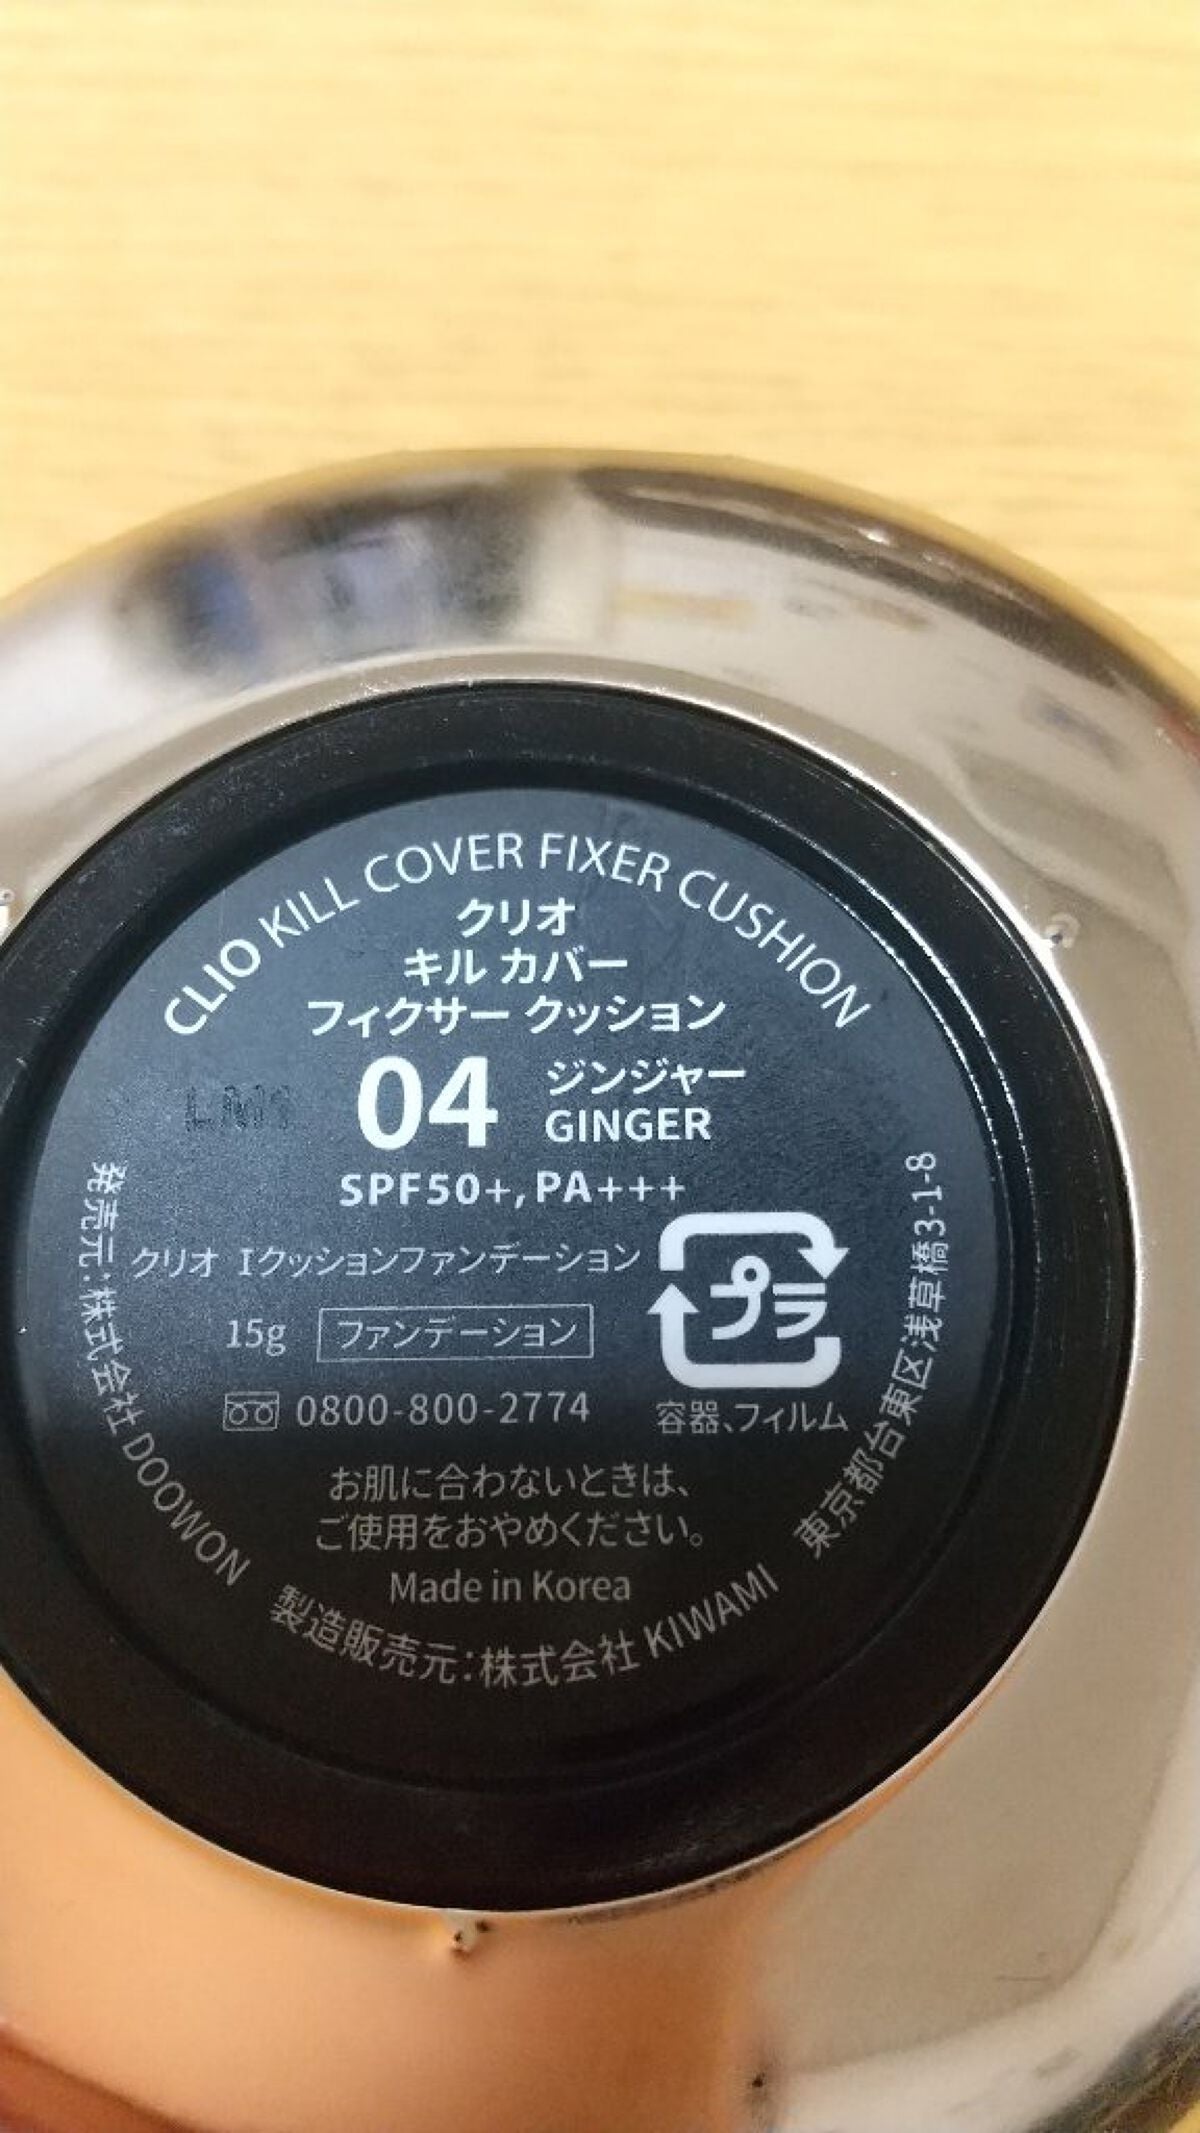 CLIO KILL COVER FIXER CUSHION
クリオ
キル カバー
フィクサー クッション
04 ジンジャー
GINGER
SPF50+, PA+++
クリオ Iクッションファンデーション
15g ファンデーション
プラ
容器、フィルム
0800-800-2774
お肌に合わないときは、
ご使用をおやめください。
Made in Korea
発売元:株式会社 DOOWON
製造販売元:株式会社 KIWAMI 東京都台東区浅草橋3-1-8